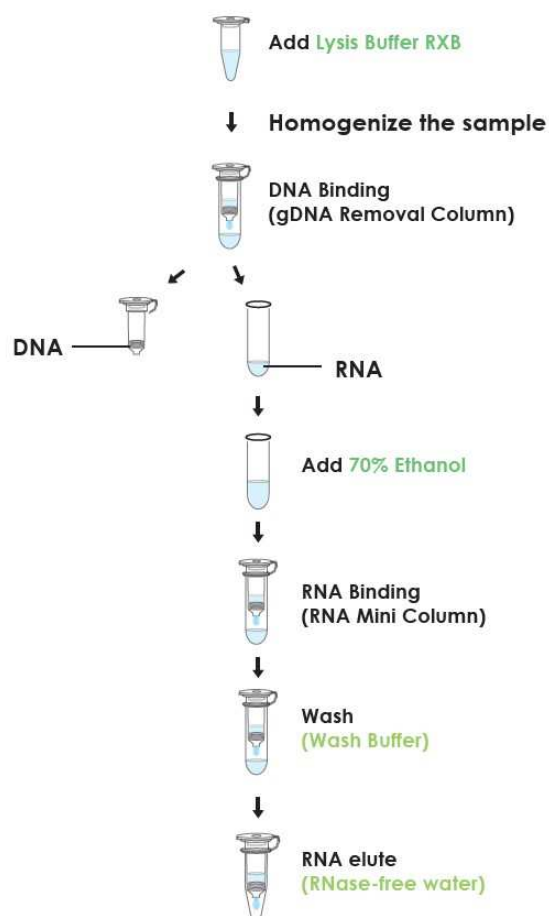 Add Lysis Buffer RXB
Homogenize the sample
DNA Binding
(gDNA Removal Column)
DNA
RNA
Add 70% Ethanol
RNA Binding
(RNA Mini Column)
Wash
(Wash Buffer)
RNA elute
(RNase-free water)